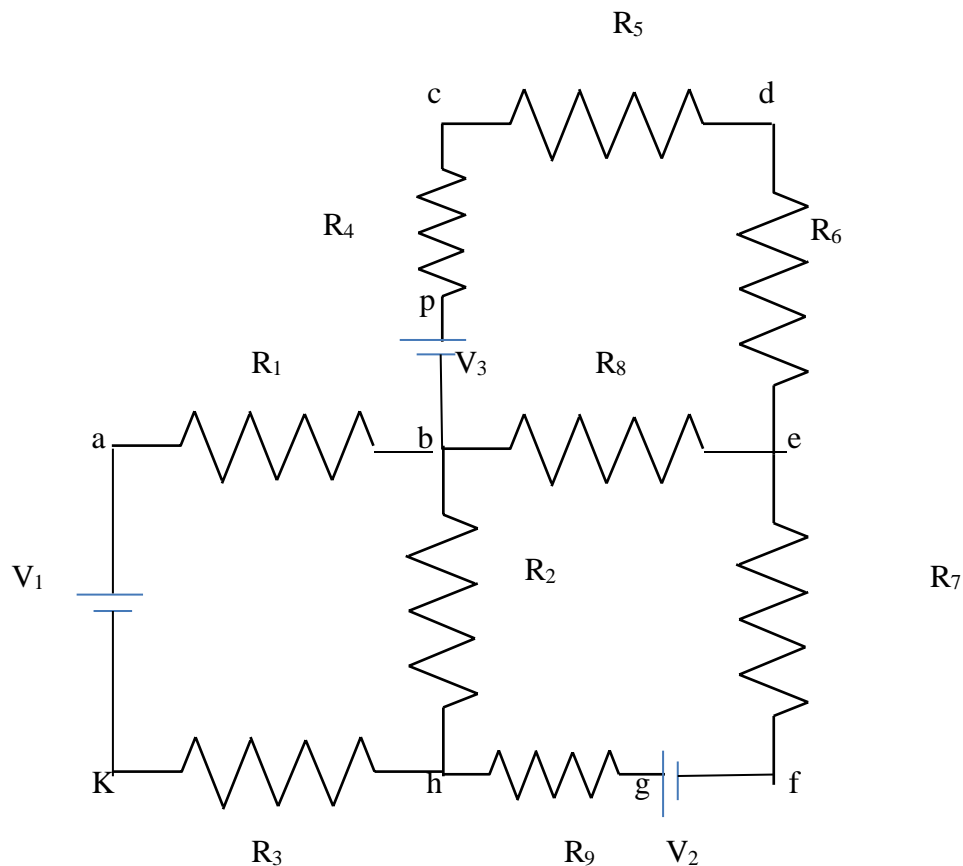 R₅
c d
R₄ R₆
p
R₁ V₃ R₈
a b e
V₁ R₂ R₇
K h g f
R₃ R₉ V₂